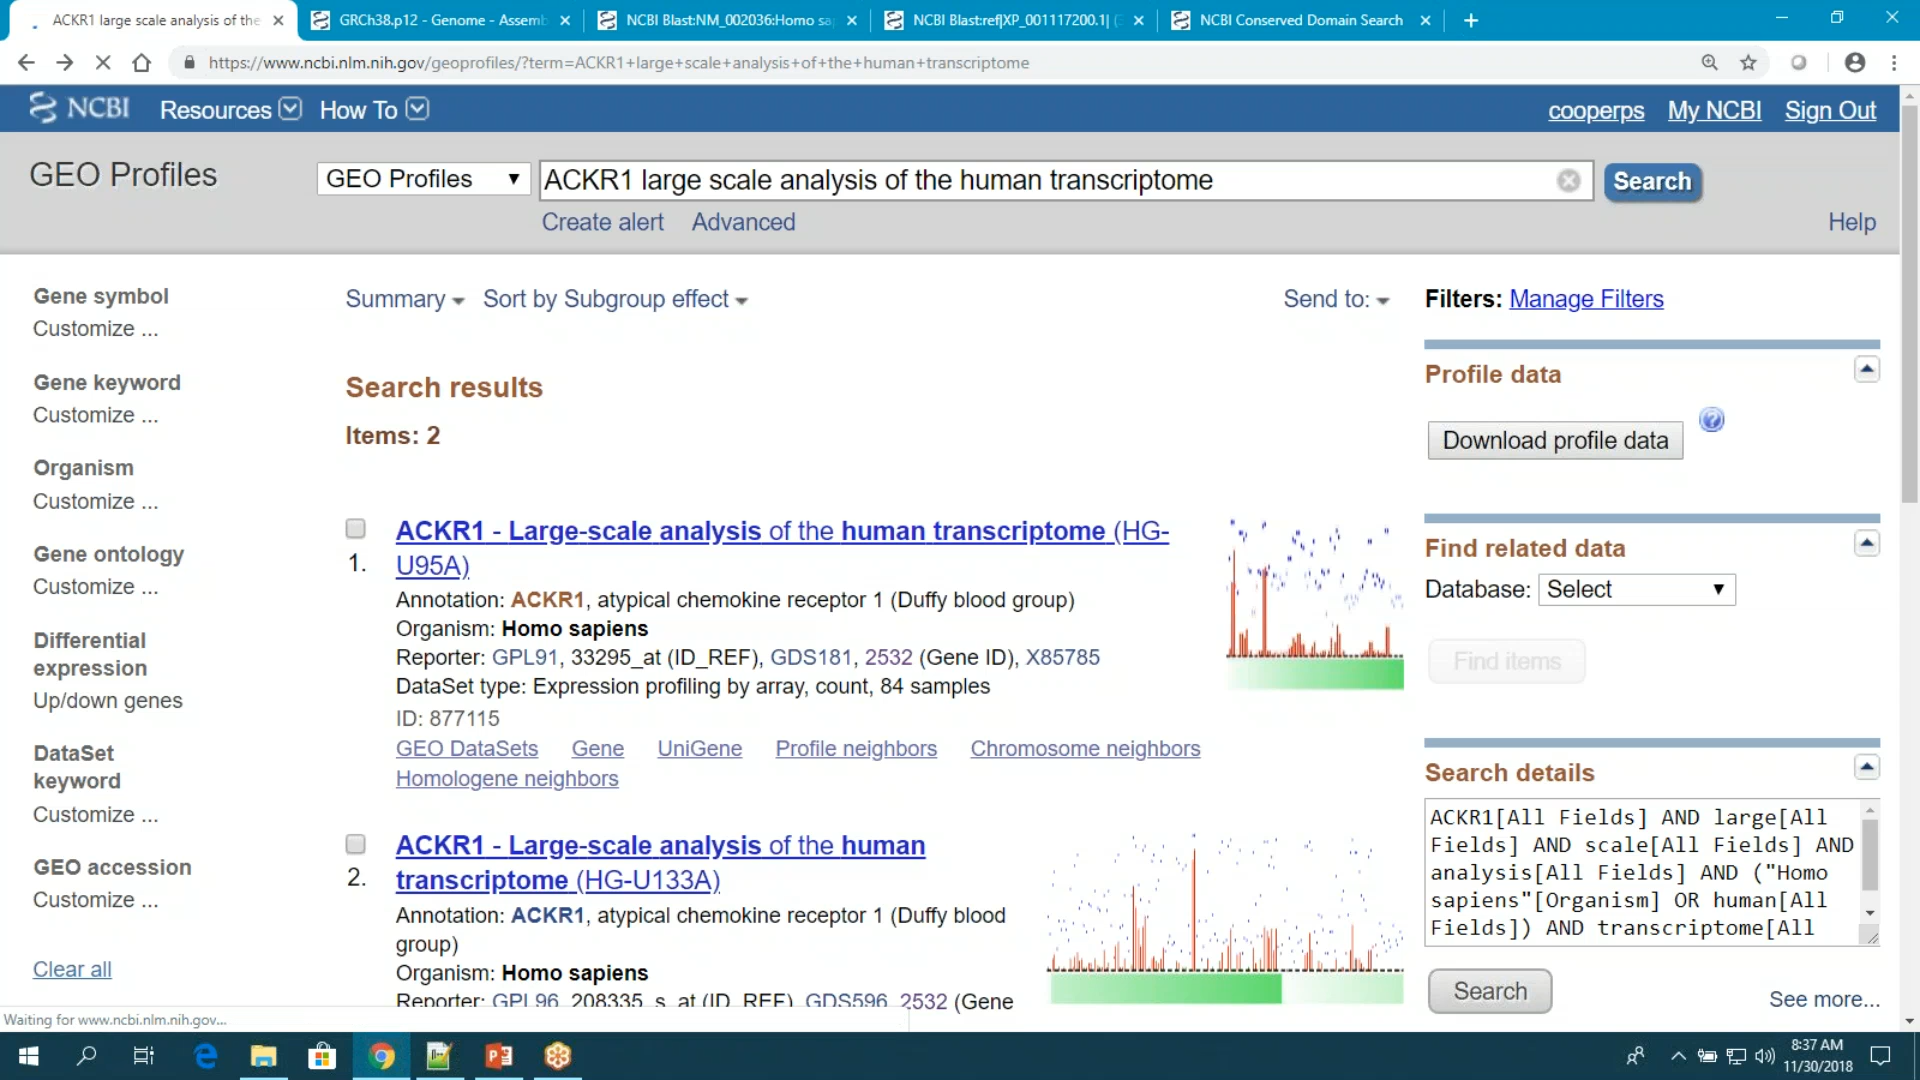 ACKR1 large scale analysis of the
GRCh38.p12 - Genome - Assemb
NCBI Blast:NM_002036:Homo sa
NCBI Blast:ref|XP_001117200.1| (
NCBI Conserved Domain Search
https://www.ncbi.nlm.nih.gov/geoprofiles/?term=ACKR1+large+scale+analysis+of+the+human+transcriptome
NCBI Resources How To
cooperps My NCBI Sign Out
GEO Profiles
GEO Profiles
ACKR1 large scale analysis of the human transcriptome
Search
Create alert Advanced
Help
Gene symbol
Customize ...
Gene keyword
Customize ...
Organism
Customize ...
Gene ontology
Customize ...
Differential
expression
Up/down genes
DataSet
keyword
Customize ...
GEO accession
Customize ...
Clear all
Summary Sort by Subgroup effect
Send to:
Search results
Items: 2
1.
ACKR1 - Large-scale analysis of the human transcriptome (HG-
U95A)
Annotation: ACKR1, atypical chemokine receptor 1 (Duffy blood group)
Organism: Homo sapiens
Reporter: GPL91, 33295_at (ID_REF), GDS181, 2532 (Gene ID), X85785
DataSet type: Expression profiling by array, count, 84 samples
ID: 877115
GEO DataSets Gene UniGene Profile neighbors Chromosome neighbors
Homologene neighbors
2.
ACKR1 - Large-scale analysis of the human
transcriptome (HG-U133A)
Annotation: ACKR1, atypical chemokine receptor 1 (Duffy blood
group)
Organism: Homo sapiens
Reporter: GPL96, 208335_s_at (ID_REF), GDS596, 2532 (Gene
Filters: Manage Filters
Profile data
Download profile data
Find related data
Database: Select
Find items
Search details
ACKR1[All Fields] AND large[All
Fields] AND scale[All Fields] AND
analysis[All Fields] AND ("Homo
sapiens"[Organism] OR human[All
Fields]) AND transcriptome[All
Search
See more...
Waiting for www.ncbi.nlm.nih.gov...
8:37 AM
11/30/2018